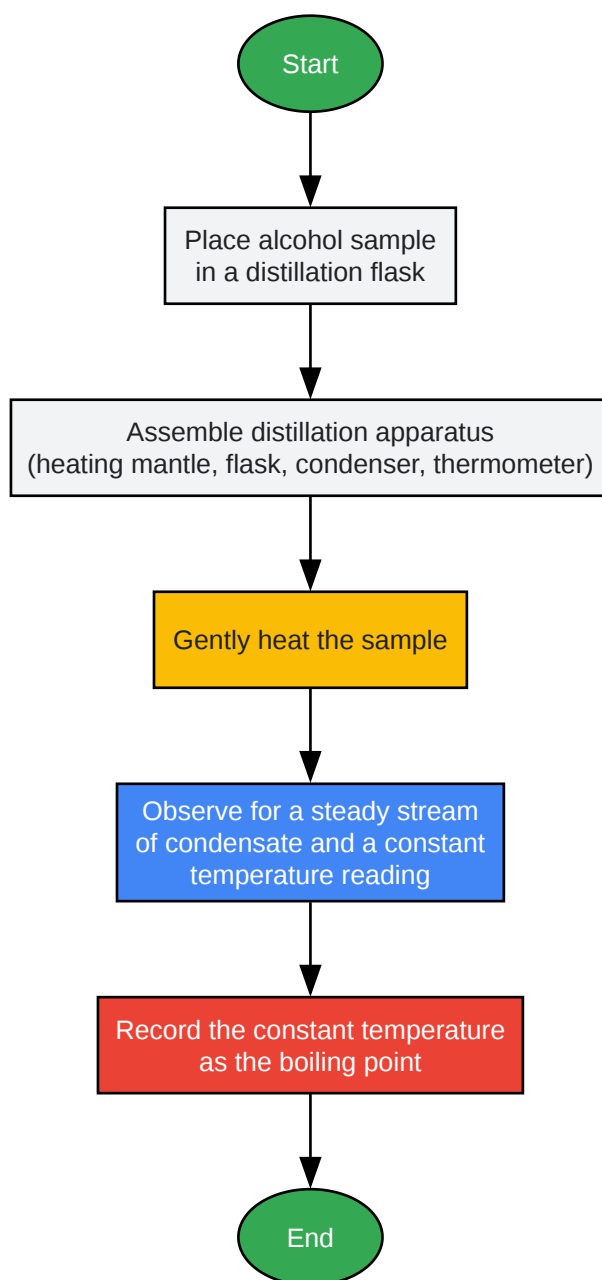 Start
Place alcohol sample
in a distillation flask
Assemble distillation apparatus
(heating mantle, flask, condenser, thermometer)
Gently heat the sample
Observe for a steady stream
of condensate and a constant
temperature reading
Record the constant temperature
as the boiling point
End